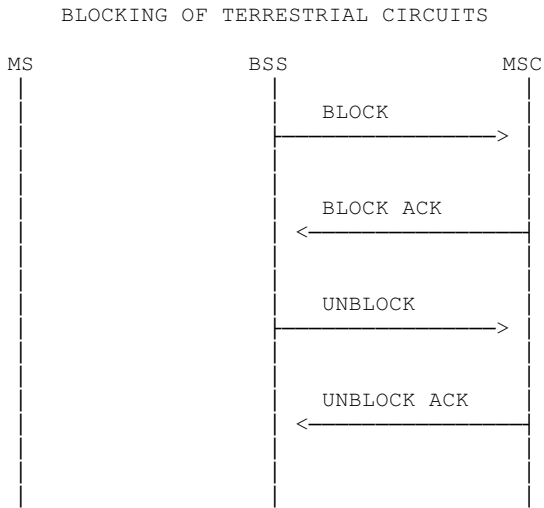 BLOCKING OF TERRESTRIAL CIRCUITS
MS BSS MSC
BLOCK
BLOCK ACK
UNBLOCK
UNBLOCK ACK